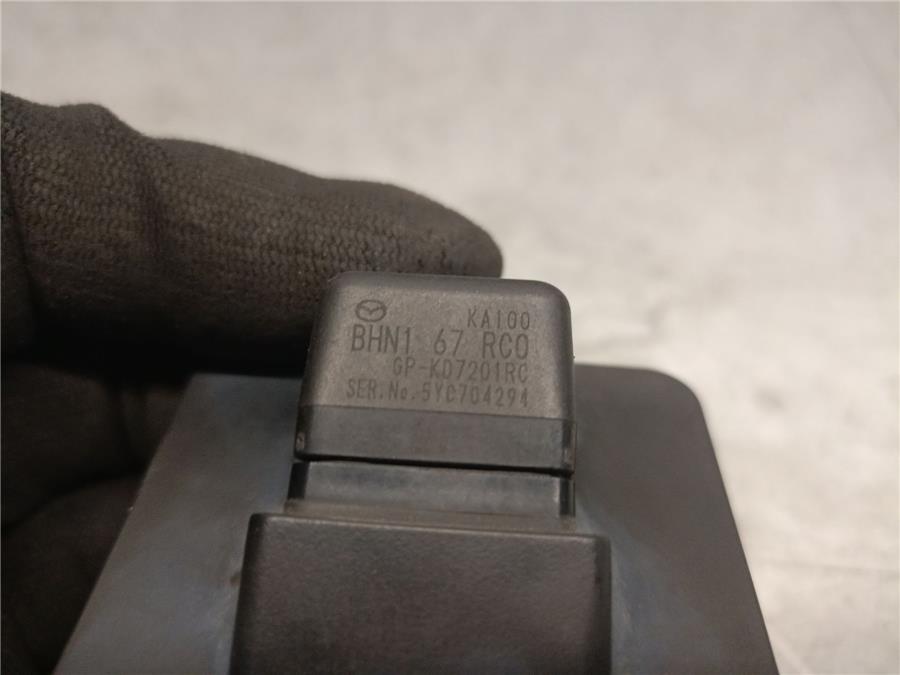 KA100
BHN1 67 RC0
GP-KD7201RC
SER.No.5YC704294